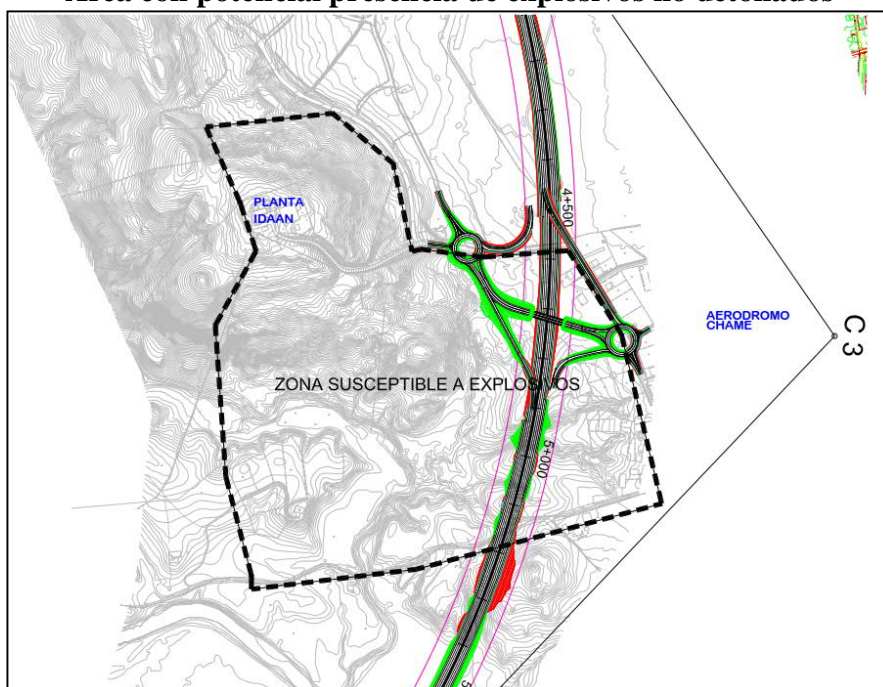 Área con potencial presencia de explosivos no detonados
4+500
PLANTA
IDAAN
AERODROMO
CHAME
C 3
ZONA SUSCEPTIBLE A EXPLOSIVOS
5+000
5